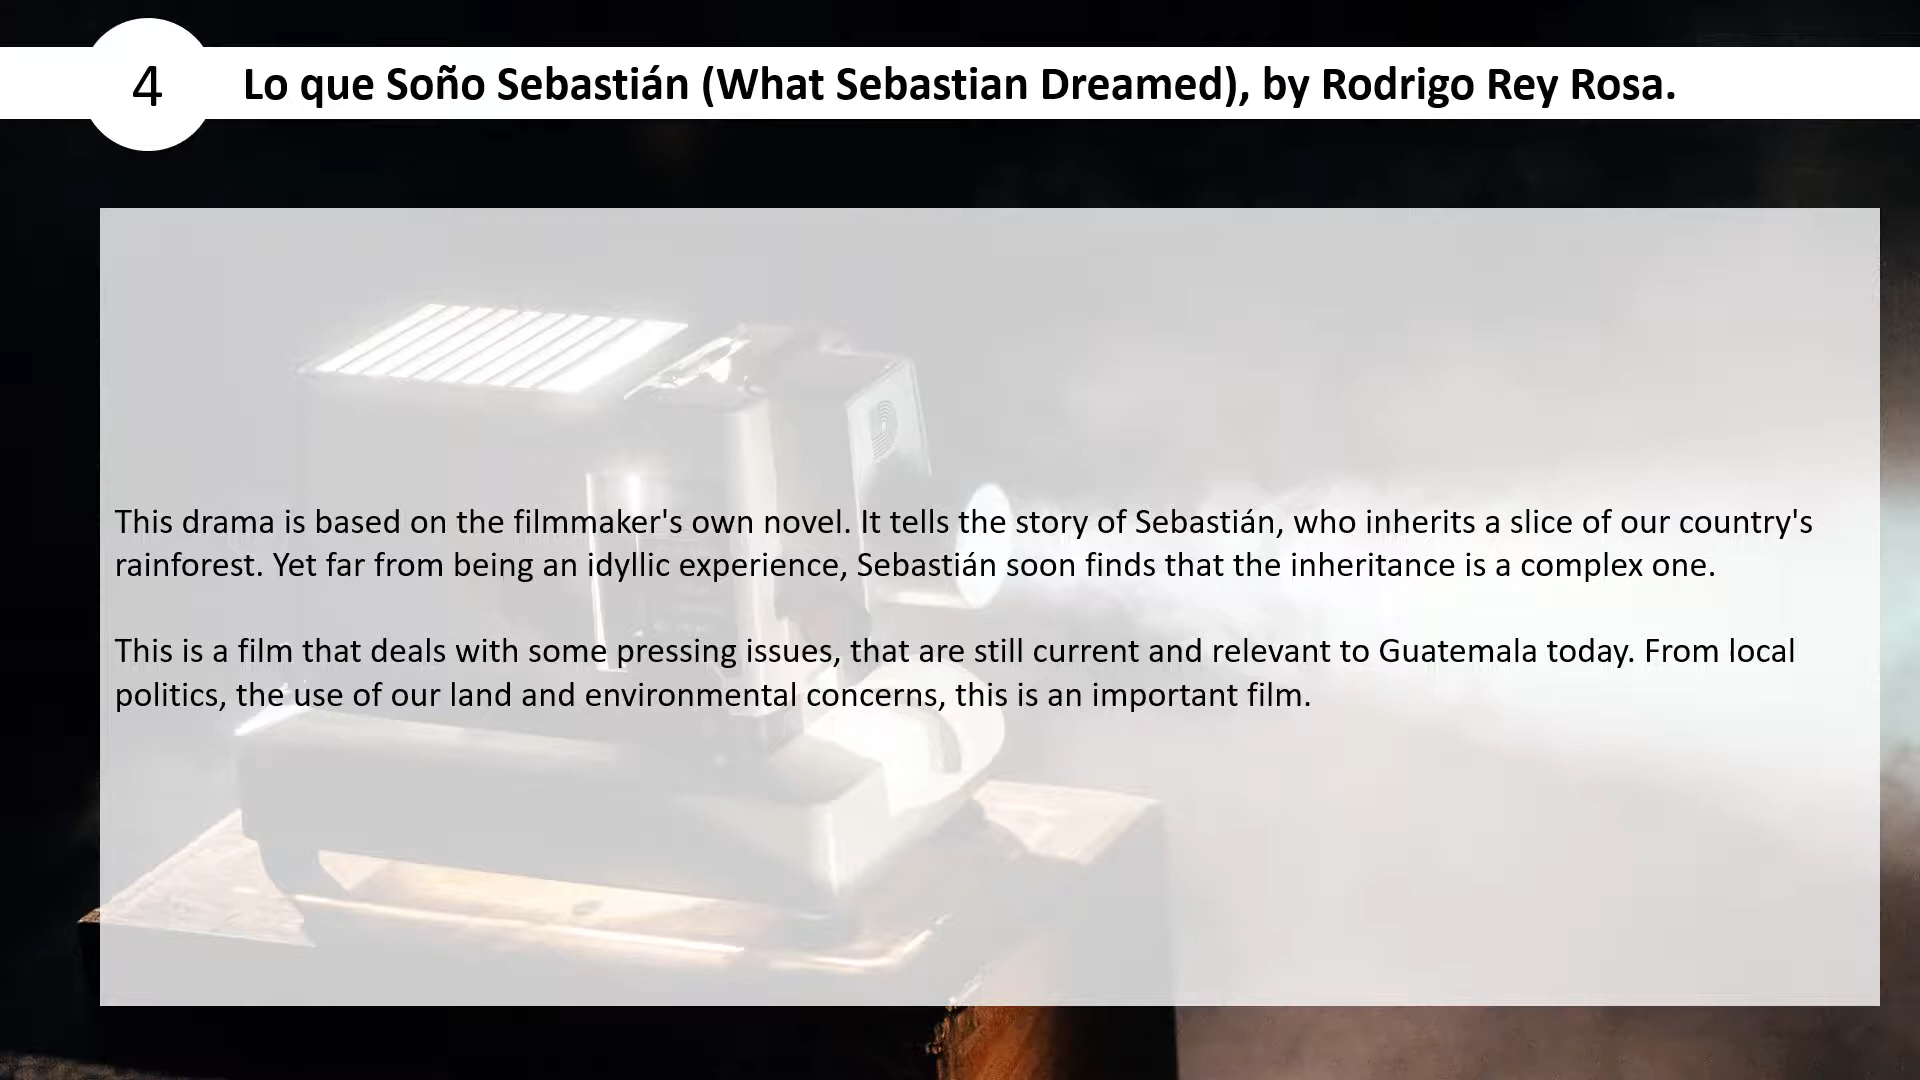 4
Lo que Soño Sebastián (What Sebastian Dreamed), by Rodrigo Rey Rosa.
This drama is based on the filmmaker's own novel. It tells the story of Sebastián, who inherits a slice of our country's
rainforest. Yet far from being an idyllic experience, Sebastián soon finds that the inheritance is a complex one.
This is a film that deals with some pressing issues, that are still current and relevant to Guatemala today. From local
politics, the use of our land and environmental concerns, this is an important film.